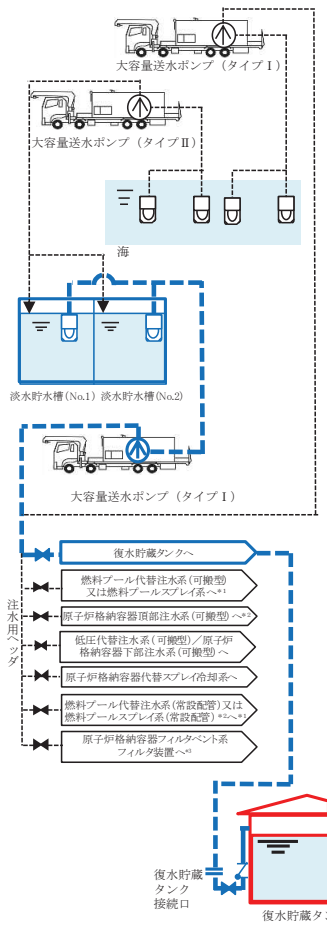 大容量送水ポンプ (タイプⅠ)
大容量送水ポンプ (タイプⅡ)
海
淡水貯水槽(No.1) 淡水貯水槽(No.2)
大容量送水ポンプ (タイプⅠ)
注水用ヘッダ
復水貯蔵タンクへ
燃料プール代替注水系(可搬型)
又は燃料プールスプレイ系へ*1
原子炉格納容器頂部注水系(可搬型)へ*2
低圧代替注水系(可搬型)/原子炉
格納容器下部注水系(可搬型)へ
原子炉格納容器代替スプレイ冷却系へ
燃料プール代替注水系(常設配管)又は
燃料プールスプレイ系(常設配管)*2へ*1
原子炉格納容器フィルタベント系
フィルタ装置へ*3
復水貯蔵
タンク
接続口
復水貯蔵タン